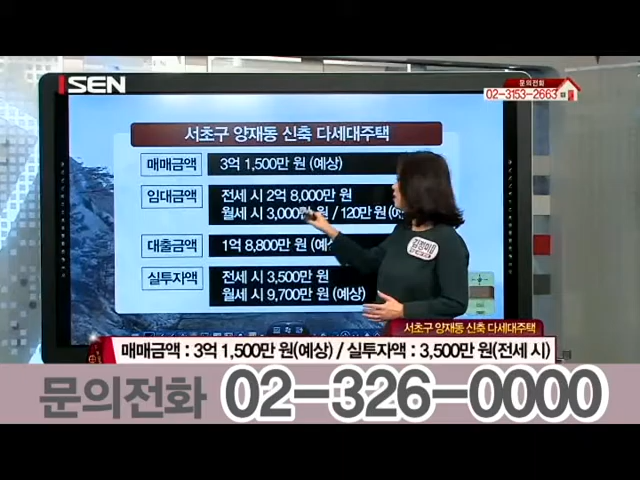 SEN
문의전화
02-3153-2663
서초구 양재동 신축 다세대주택
매매금액
3억 1,500만 원 (예상)
임대금액
전세 시 2억 8,000만 원
월세 시 3,000만 원 / 120만 원
대출금액
1억 8,800만 원
실투자액
전세 시 3,500만 원
월세 시 9,700만 원 (예상)
서초구 양재동 신축 다세대주택
매매금액 : 3억 1,500만 원(예상) / 실투자액 : 3,500만 원(전세 시)
문의전화 02-326-0000